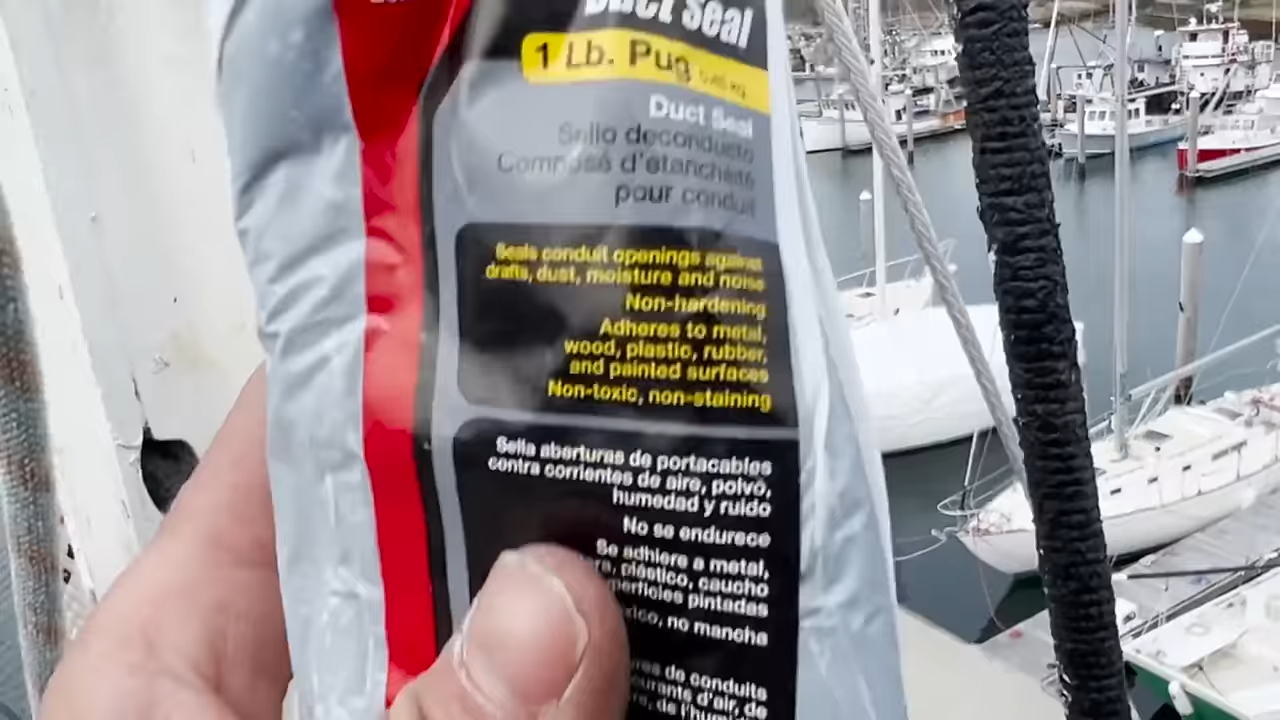 Duct Seal
1 Lb. Pug
Duct Seal
Sello deconducto
Composé d'étanchéité
pour conduit
Seals conduit openings against
drafts, dust, moisture and noise
Non-hardening
Adheres to metal,
wood, plastic, rubber,
and painted surfaces
Non-toxic, non-staining
Sella aberturas de portacables
contra corrientes de aire, polvo,
humedad y ruido
No se endurece
Se adhiere a metal,
plástico, caucho
pintadas
no mancha
de conduits
d'air, de